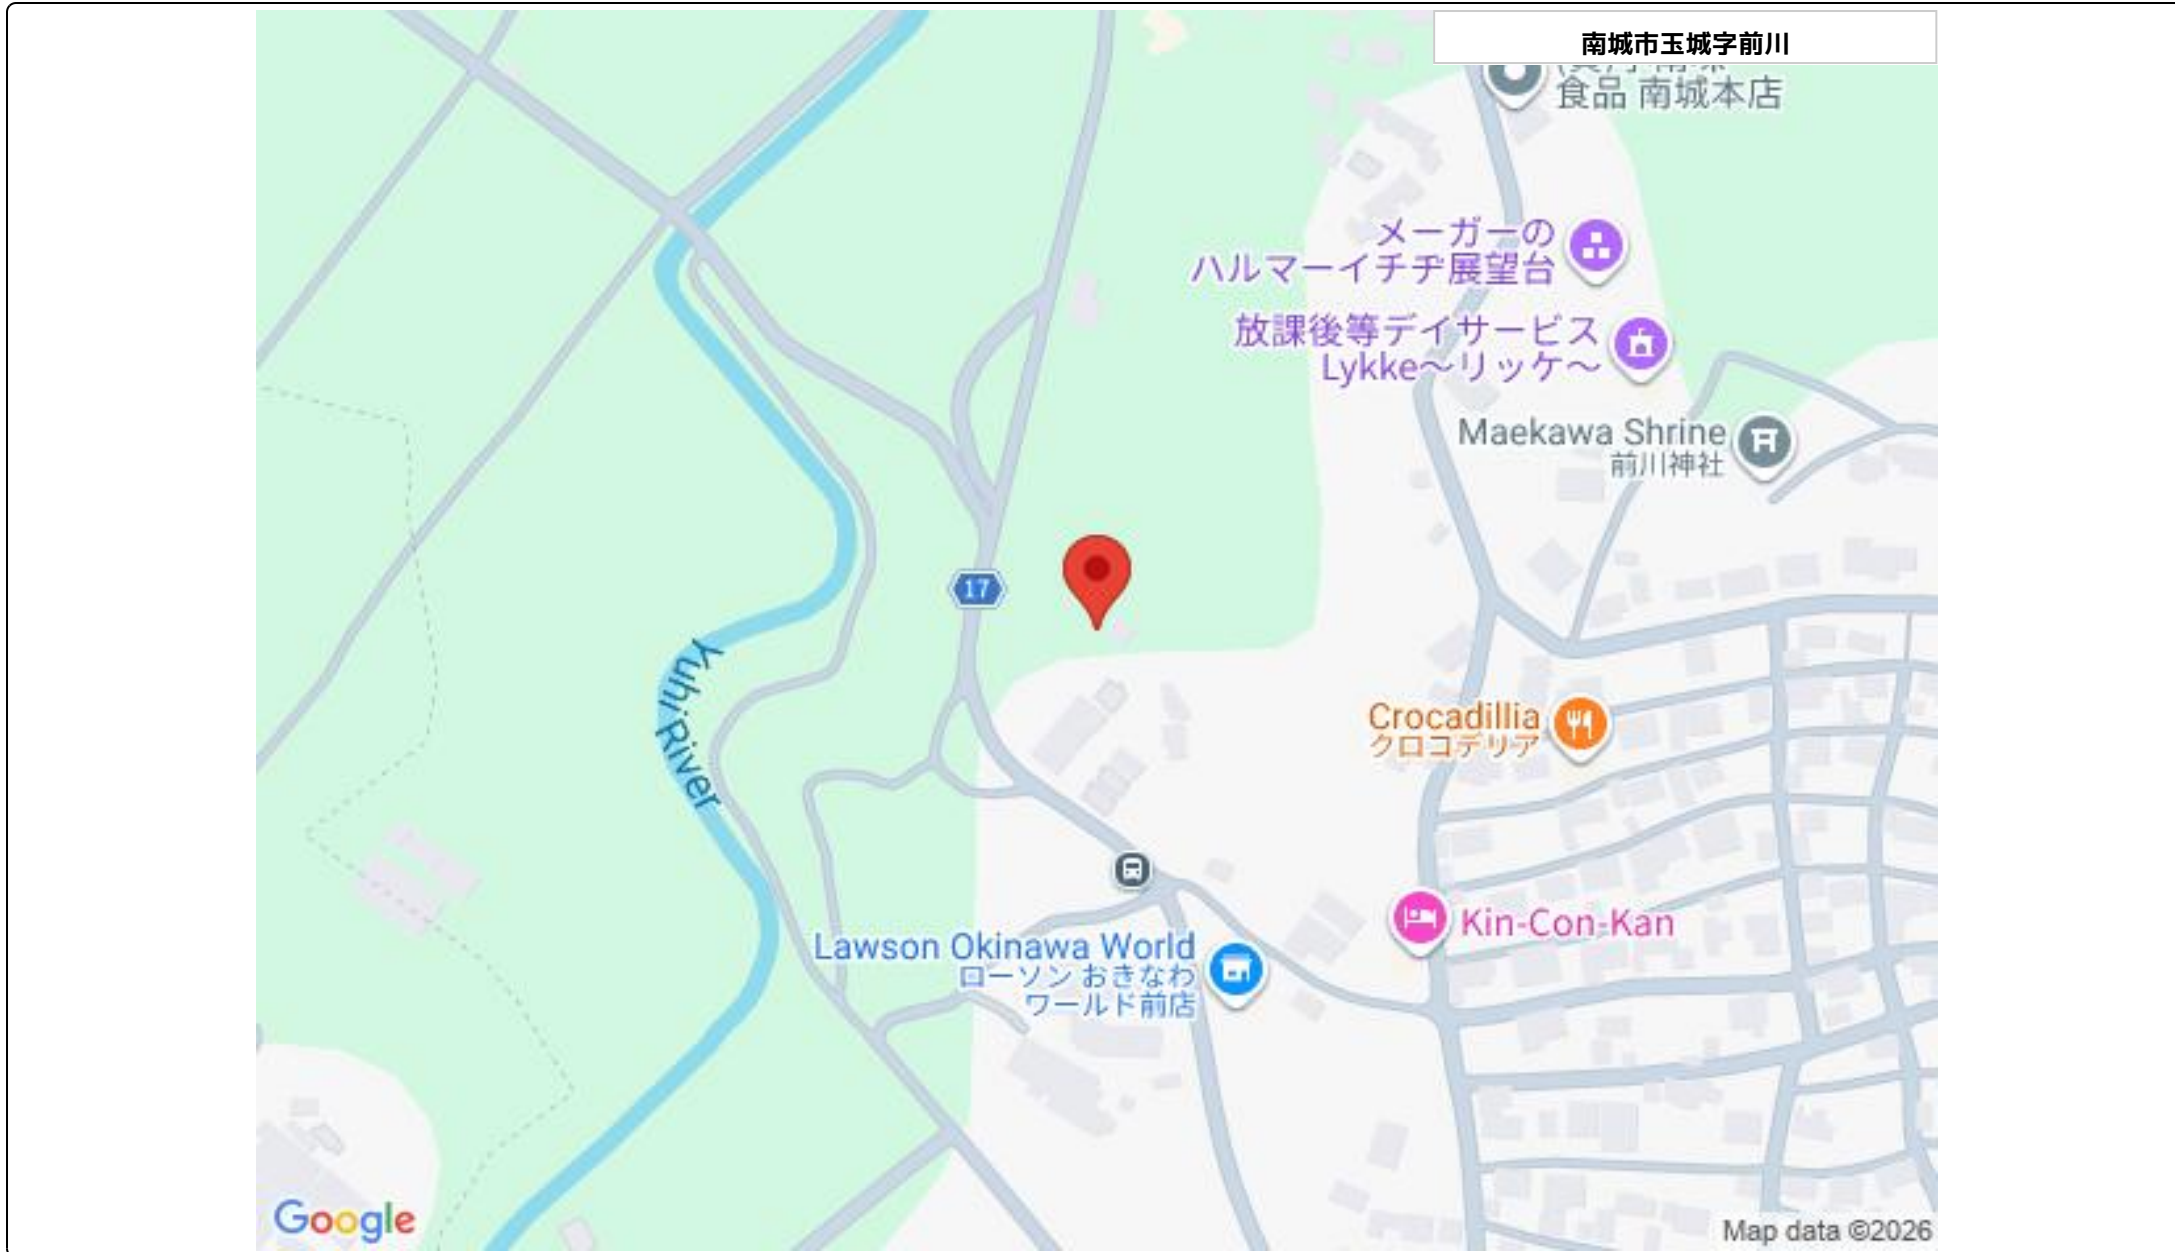 南城市玉城字前川
食品 南城本店
メーガーの
ハルマーイチヂ展望台
放課後等デイサービス
Lykke～リッケ～
Maekawa Shrine
前川神社
17
Yuhi River
Crocadillia
クロコデリア
Kin-Con-Kan
Lawson Okinawa World
ローソン おきなわ
ワールド前店
Google
Map data ©2026